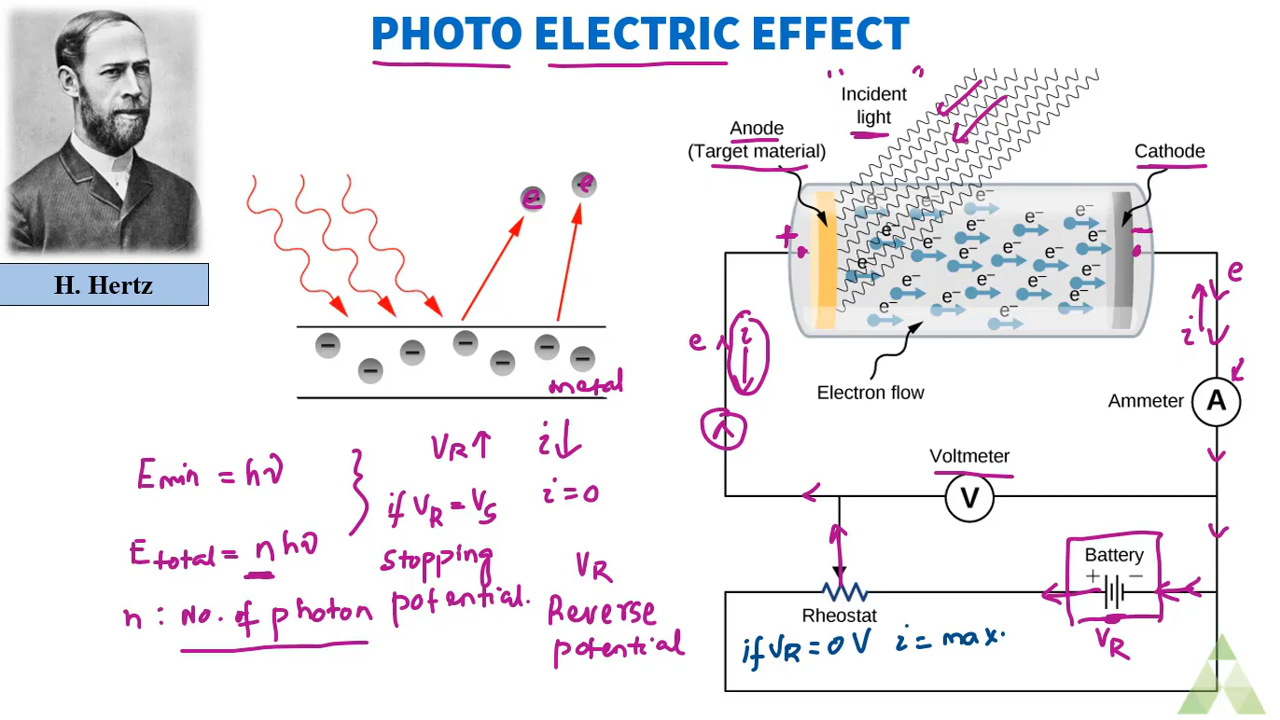 PHOTO ELECTRIC EFFECT
H. Hertz
" Incident "
light
Anode
(Target material)
Cathode
e⁻ e⁻ e⁻ e⁻ e⁻ e⁻ e⁻ e⁻ e⁻ e⁻ e⁻ e⁻ e⁻ e⁻ e⁻ e⁻ e⁻ e⁻
+
−
e e
e
i
e
i
Electron flow
Ammeter
A
Voltmeter
V
Battery
+ −
VR
Rheostat
if VR = 0 V i = max.
metal
Emin = hν
Etotal = nhν
n : No. of photon
VR↑ i↓
if VR = VS i = 0
stopping
potential.
VR
Reverse
potential